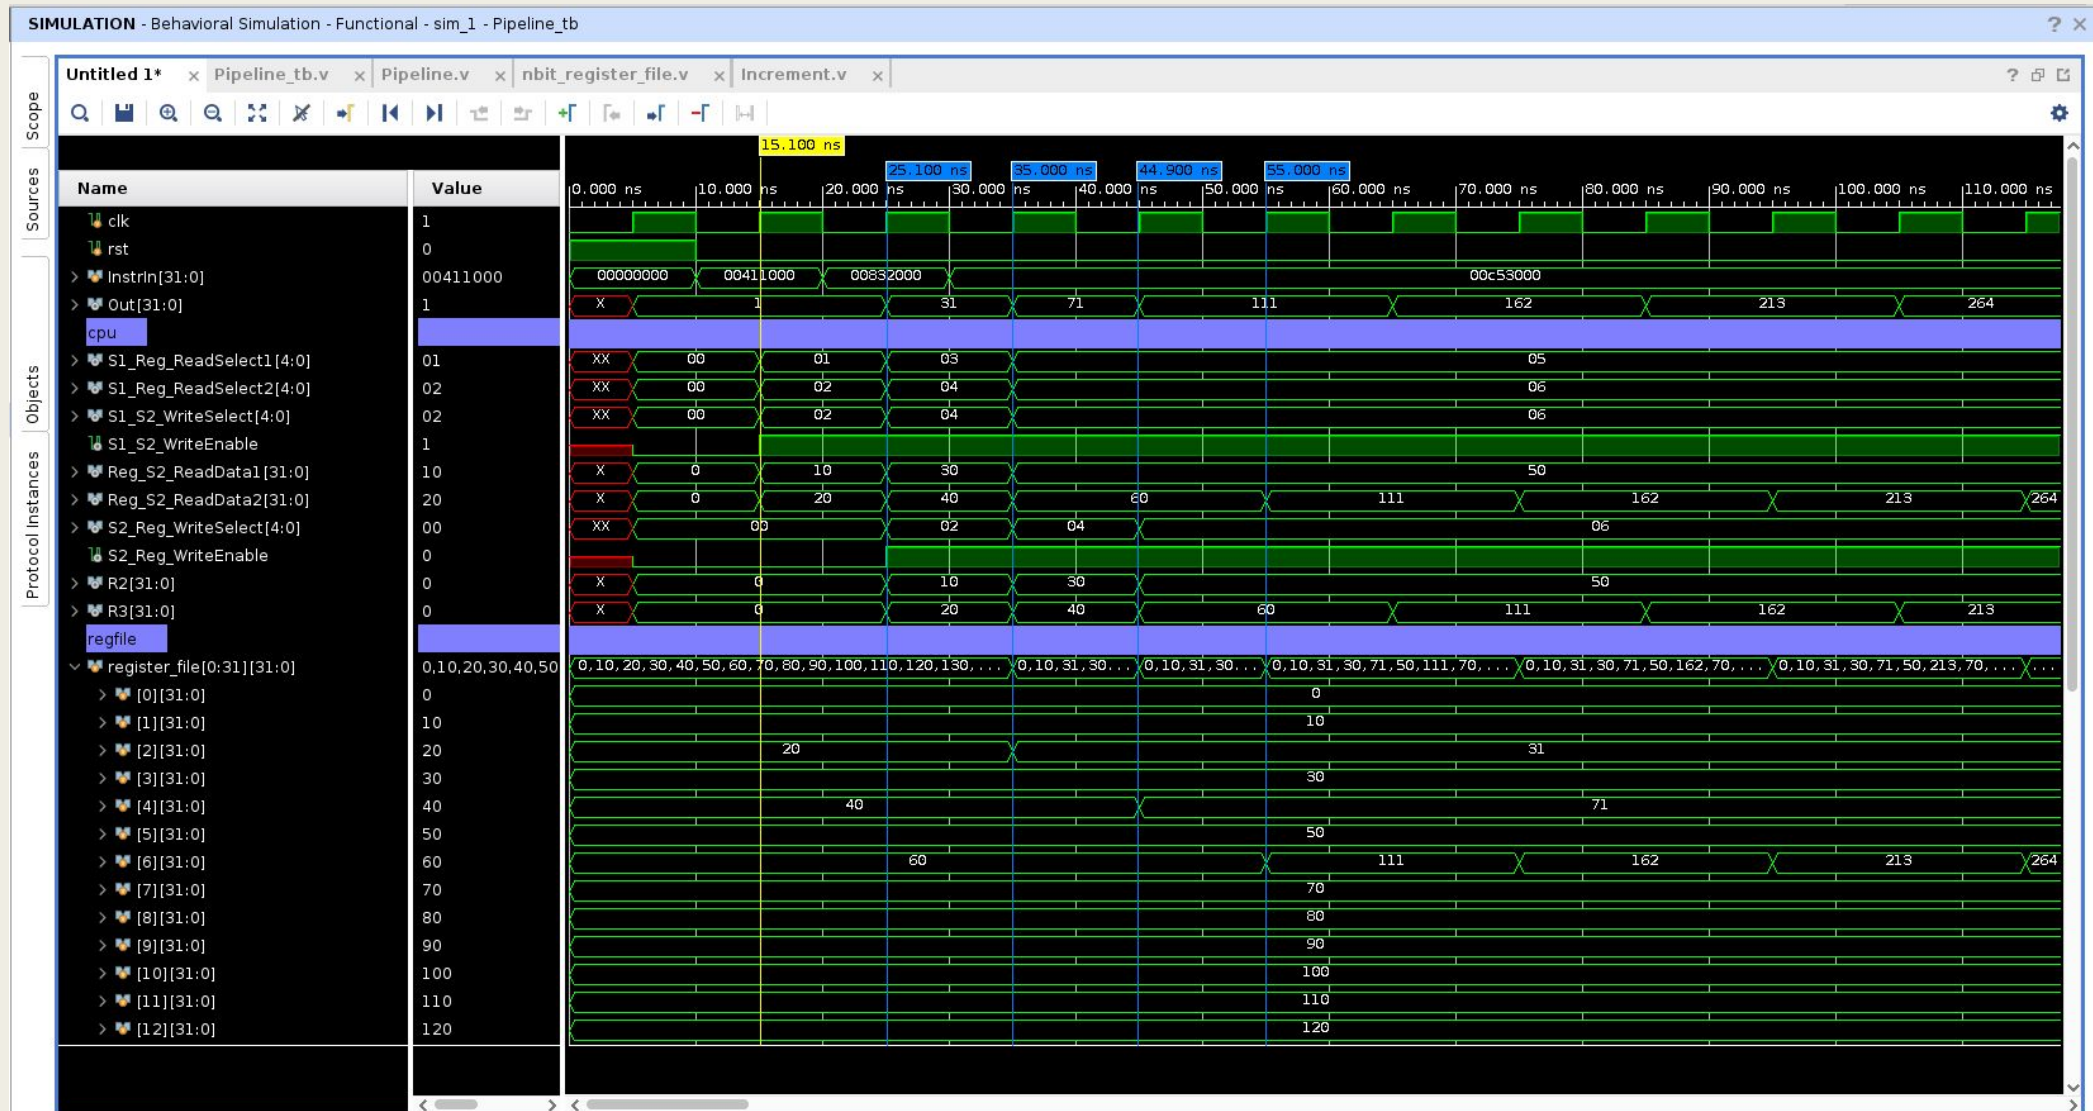 SIMULATION - Behavioral Simulation - Functional - sim_1 - Pipeline_tb
Untitled 1* Pipeline_tb.v Pipeline.v nbit_register_file.v Increment.v
Scope
Sources
Objects
Protocol Instances
15.100 ns
25.100 ns 35.000 ns 44.900 ns 55.000 ns
Name Value 0.000 ns 10.000 ns 20.000 ns 30.000 ns 40.000 ns 50.000 ns 60.000 ns 70.000 ns 80.000 ns 90.000 ns 100.000 ns 110.000 ns
clk 1
rst 0
InstrIn[31:0] 00411000 00000000 00411000 00832000 00c53000
Out[31:0] 1 X 1 31 71 111 162 213 264
cpu
S1_Reg_ReadSelect1[4:0] 01 XX 00 01 03 05
S1_Reg_ReadSelect2[4:0] 02 XX 00 02 04 06
S1_S2_WriteSelect[4:0] 02 XX 00 02 04 06
S1_S2_WriteEnable 1
Reg_S2_ReadData1[31:0] 10 X 0 10 30 50
Reg_S2_ReadData2[31:0] 20 X 0 20 40 60 111 162 213 264
S2_Reg_WriteSelect[4:0] 00 XX 00 02 04 06
S2_Reg_WriteEnable 0
R2[31:0] 0 X 0 10 30 50
R3[31:0] 0 X 0 20 40 60 111 162 213
regfile
register_file[0:31][31:0] 0,10,20,30,40,50 0,10,20,30,40,50,60,70,80,90,100,110,120,130,... 0,10,31,30... 0,10,31,30... 0,10,31,30,71,50,111,70,... 0,10,31,30,71,50,162,70,... 0,10,31,30,71,50,213,70,... ...
[0][31:0] 0 0
[1][31:0] 10 10
[2][31:0] 20 20 31
[3][31:0] 30 30
[4][31:0] 40 40 71
[5][31:0] 50 50
[6][31:0] 60 60 111 162 213 264
[7][31:0] 70 70
[8][31:0] 80 80
[9][31:0] 90 90
[10][31:0] 100 100
[11][31:0] 110 110
[12][31:0] 120 120